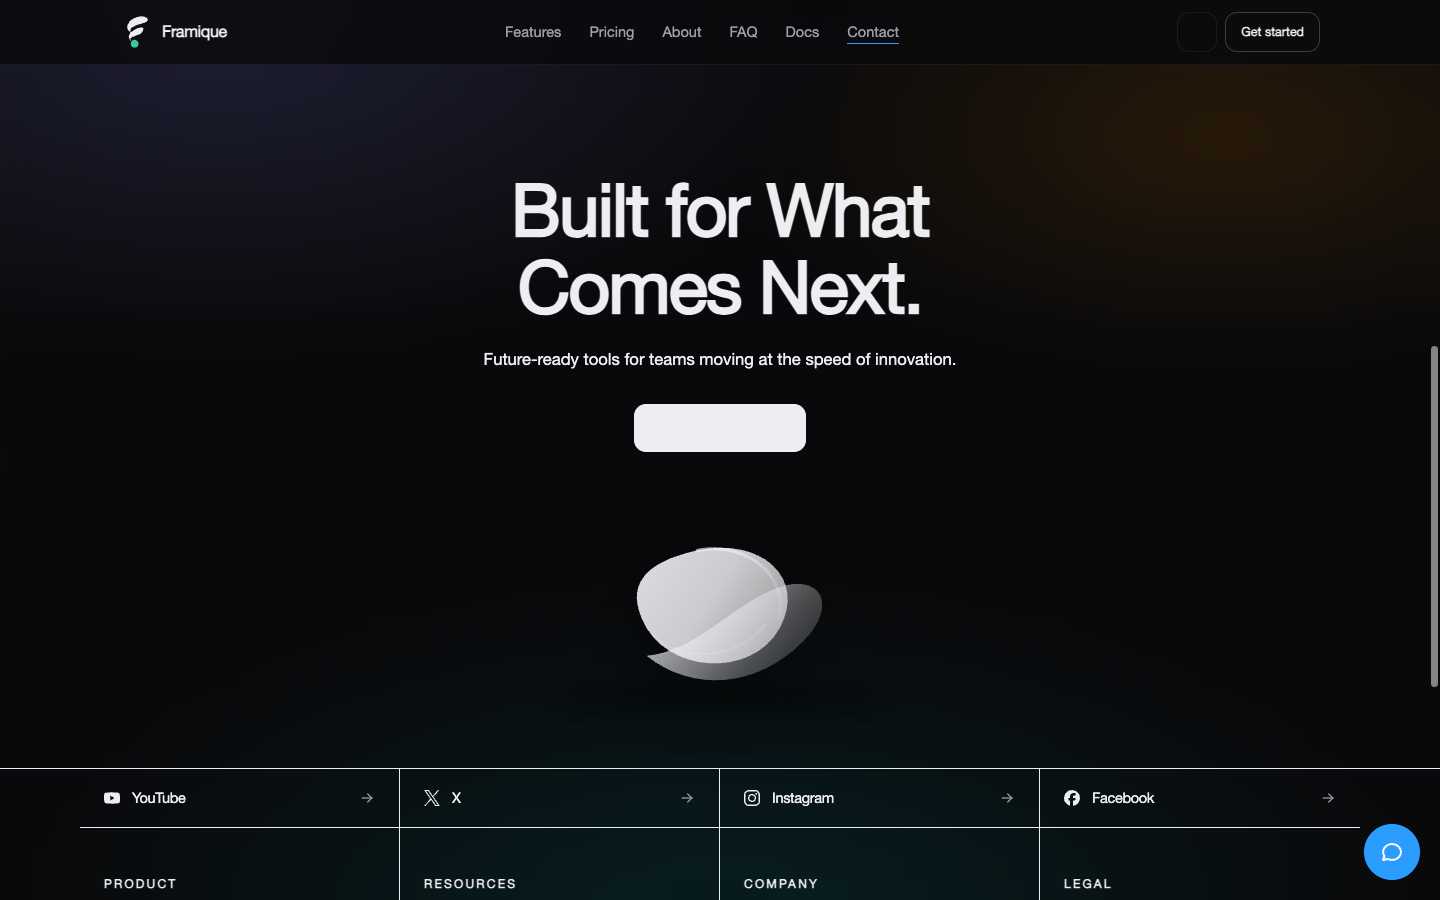 Framique
Features
Pricing
About
FAQ
Docs
Contact
Get started
Built for What
Comes Next.
Future-ready tools for teams moving at the speed of innovation.
YouTube
X
Instagram
Facebook
PRODUCT
RESOURCES
COMPANY
LEGAL